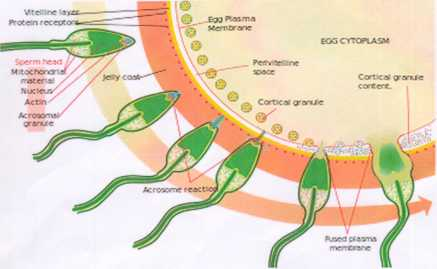 Vitelline layer
Protein receptors
Egg Plasma
Membrane
EGG CYTOPLASM
Sperm head
Mitochondrial
material
Nucleus
Actin
Acrosomal
granule
Jelly coat
Perivitelline
space
Cortical granule
Cortical granule
content.
Acrosome reaction
Fused plasma
membrane